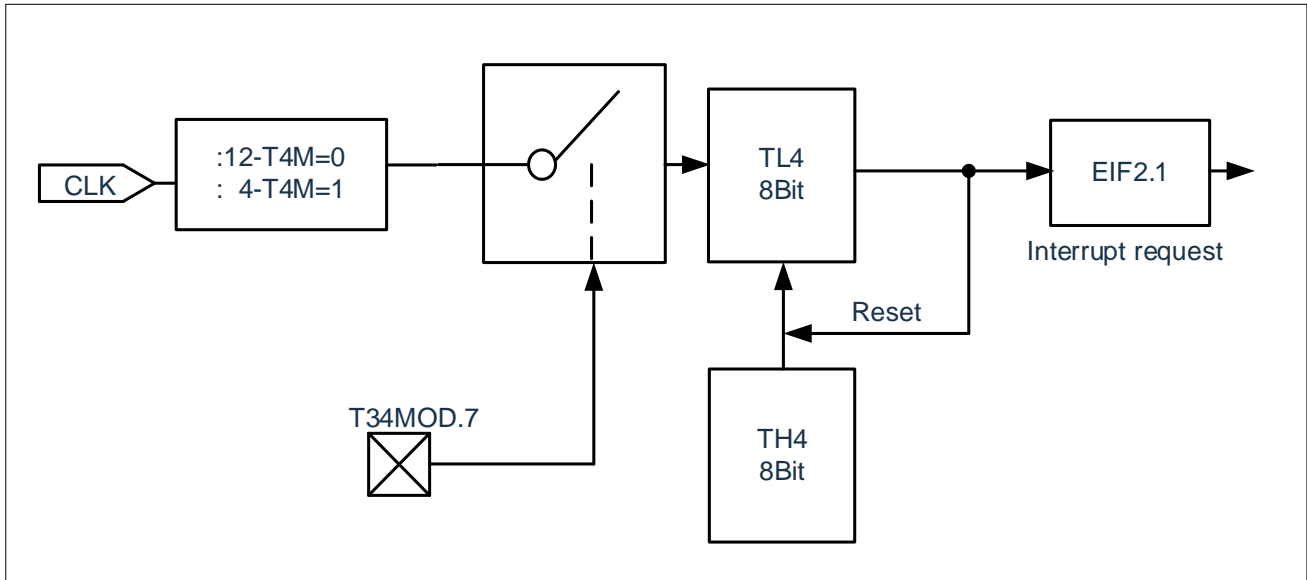 CLK
:12-T4M=0
:  4-T4M=1
TL4
8Bit
EIF2.1
Interrupt request
Reset
T34MOD.7
TH4
8Bit